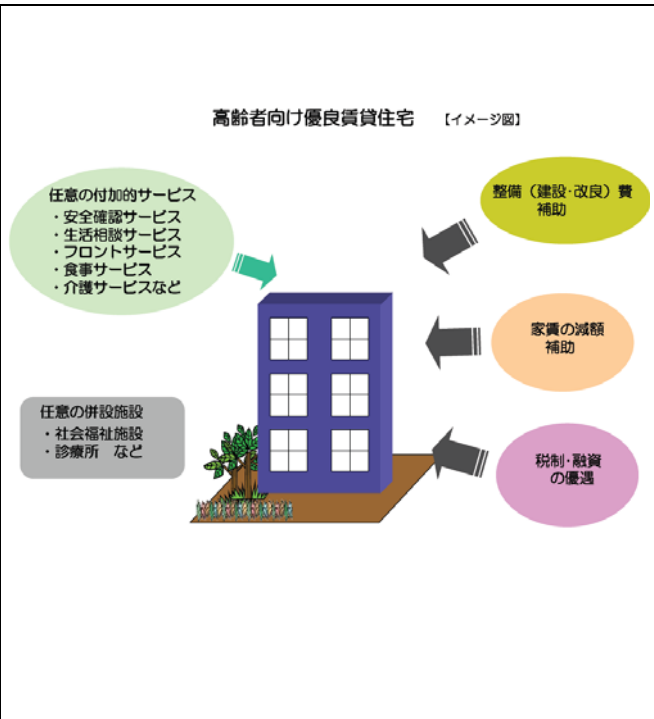 高齢者向け優良賃貸住宅 【イメージ図】
任意の付加的サービス
・安全確認サービス
・生活相談サービス
・フロントサービス
・食事サービス
・介護サービスなど
整備（建設・改良）費
補助
家賃の減額
補助
任意の併設施設
・社会福祉施設
・診療所 など
税制・融資
の優遇